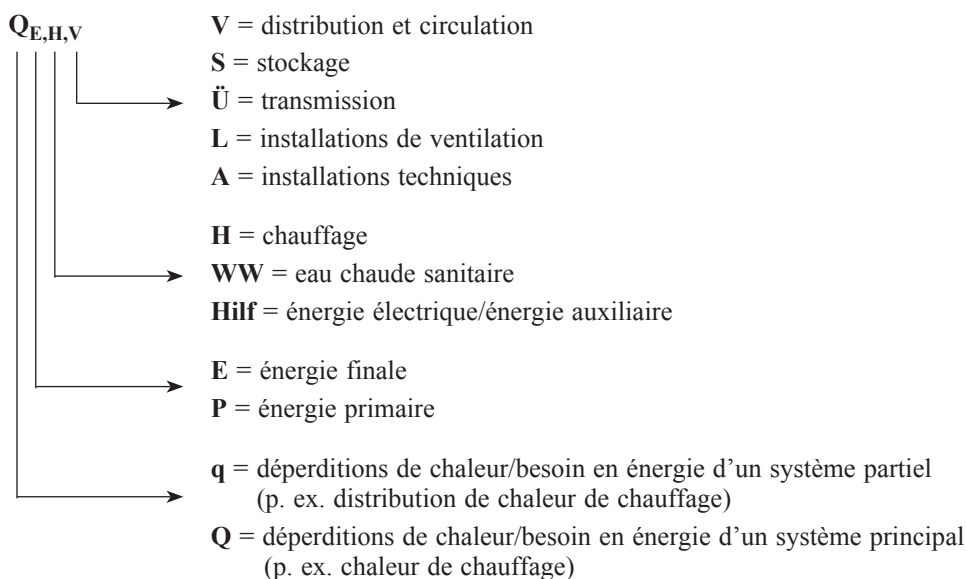 Q_E,H,V
V = distribution et circulation
S = stockage
Ü = transmission
L = installations de ventilation
A = installations techniques
H = chauffage
WW = eau chaude sanitaire
Hilf = énergie électrique/énergie auxiliaire
E = énergie finale
P = énergie primaire
q = déperditions de chaleur/besoin en énergie d’un système partiel
(p. ex. distribution de chaleur de chauffage)
Q = déperditions de chaleur/besoin en énergie d’un système principal
(p. ex. chaleur de chauffage)